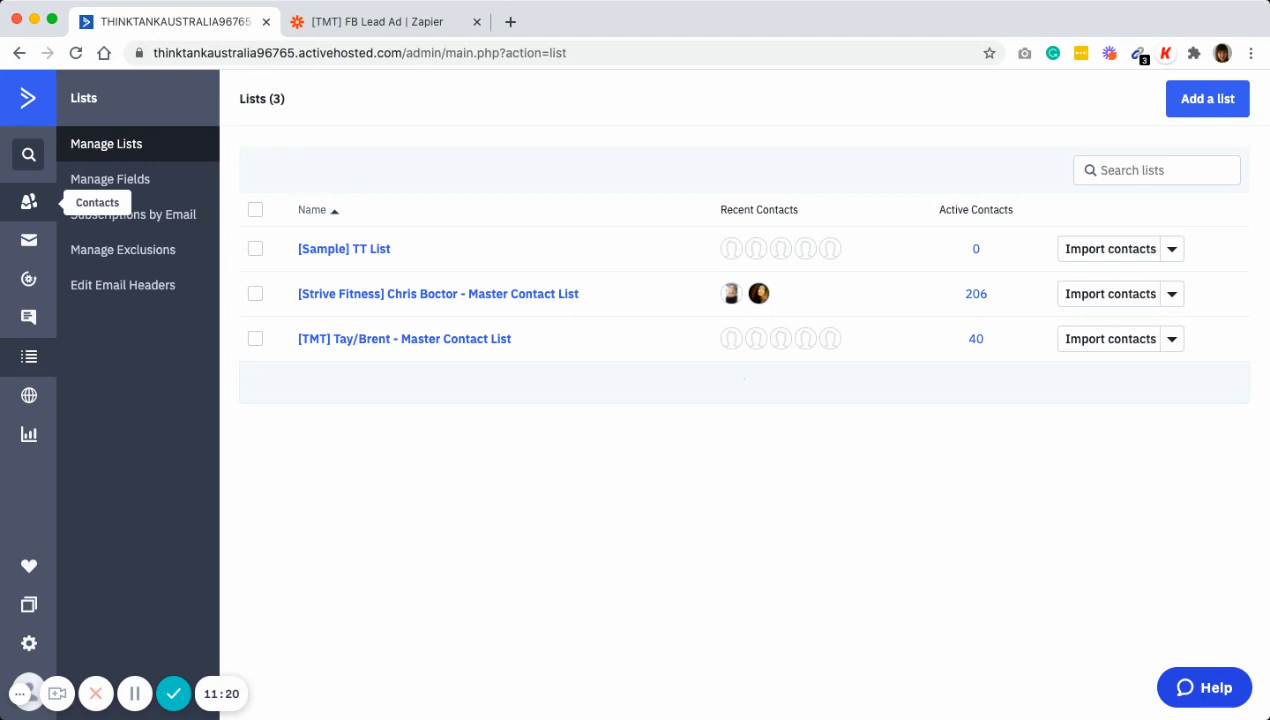 THINKTANKAUSTRALIA96765
[TMT] FB Lead Ad | Zapier
thinktankaustralia96765.activehosted.com/admin/main.php?action=list
3
K
Lists
Lists (3)
Add a list
Manage Lists
Manage Fields
Contacts
Subscriptions by Email
Manage Exclusions
Edit Email Headers
Search lists
Name
Recent Contacts
Active Contacts
[Sample] TT List
0
Import contacts
[Strive Fitness] Chris Boctor - Master Contact List
206
Import contacts
[TMT] Tay/Brent - Master Contact List
40
Import contacts
11:20
Help